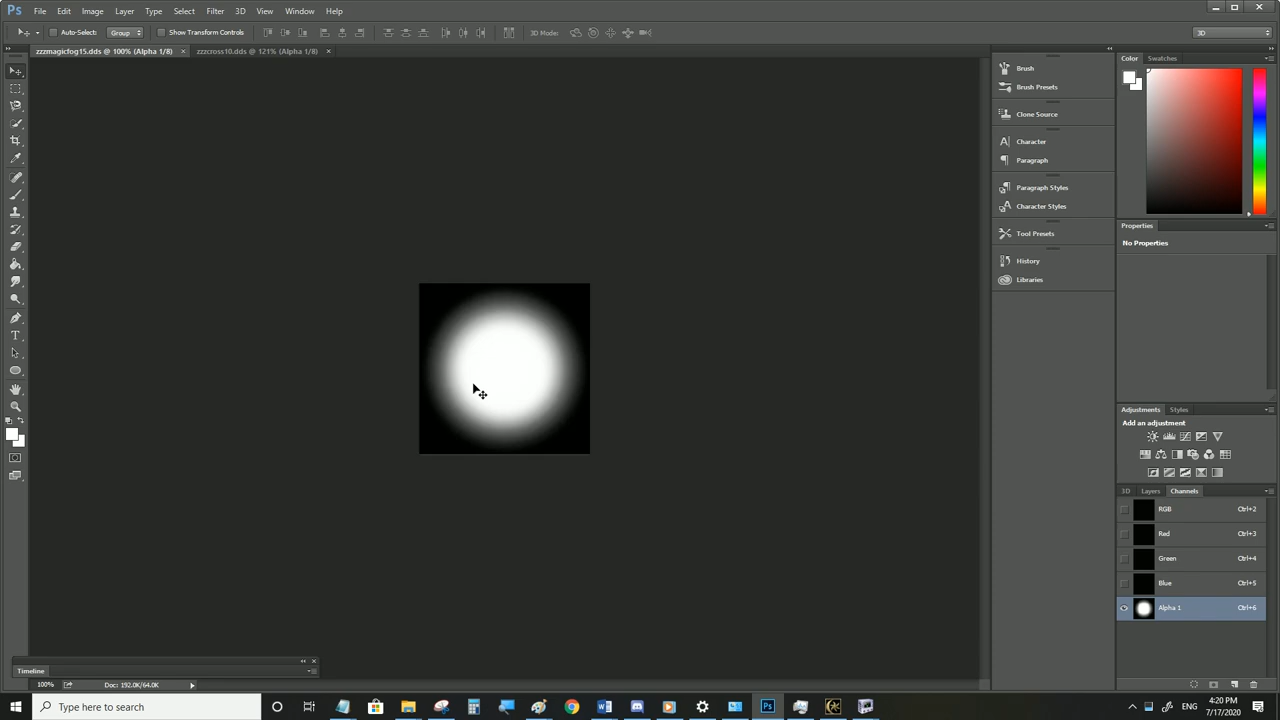 Ps File Edit Image Layer Type Select Filter 3D View Window Help
Auto-Select: Group Show Transform Controls 3D Mode: 3D
zzzmagicfog15.dds @ 100% (Alpha 1/8) × zzzcross10.dds @ 121% (Alpha 1/8) ×
Brush
Brush Presets
Clone Source
Character
Paragraph
Paragraph Styles
Character Styles
Tool Presets
History
Libraries
Color Swatches
Properties
No Properties
Adjustments Styles
Add an adjustment
3D Layers Channels
RGB Ctrl+2
Red Ctrl+3
Green Ctrl+4
Blue Ctrl+5
Alpha 1 Ctrl+6
Timeline
100% Doc: 192.0K/64.0K
Type here to search
ENG
4:20 PM
7/17/2020